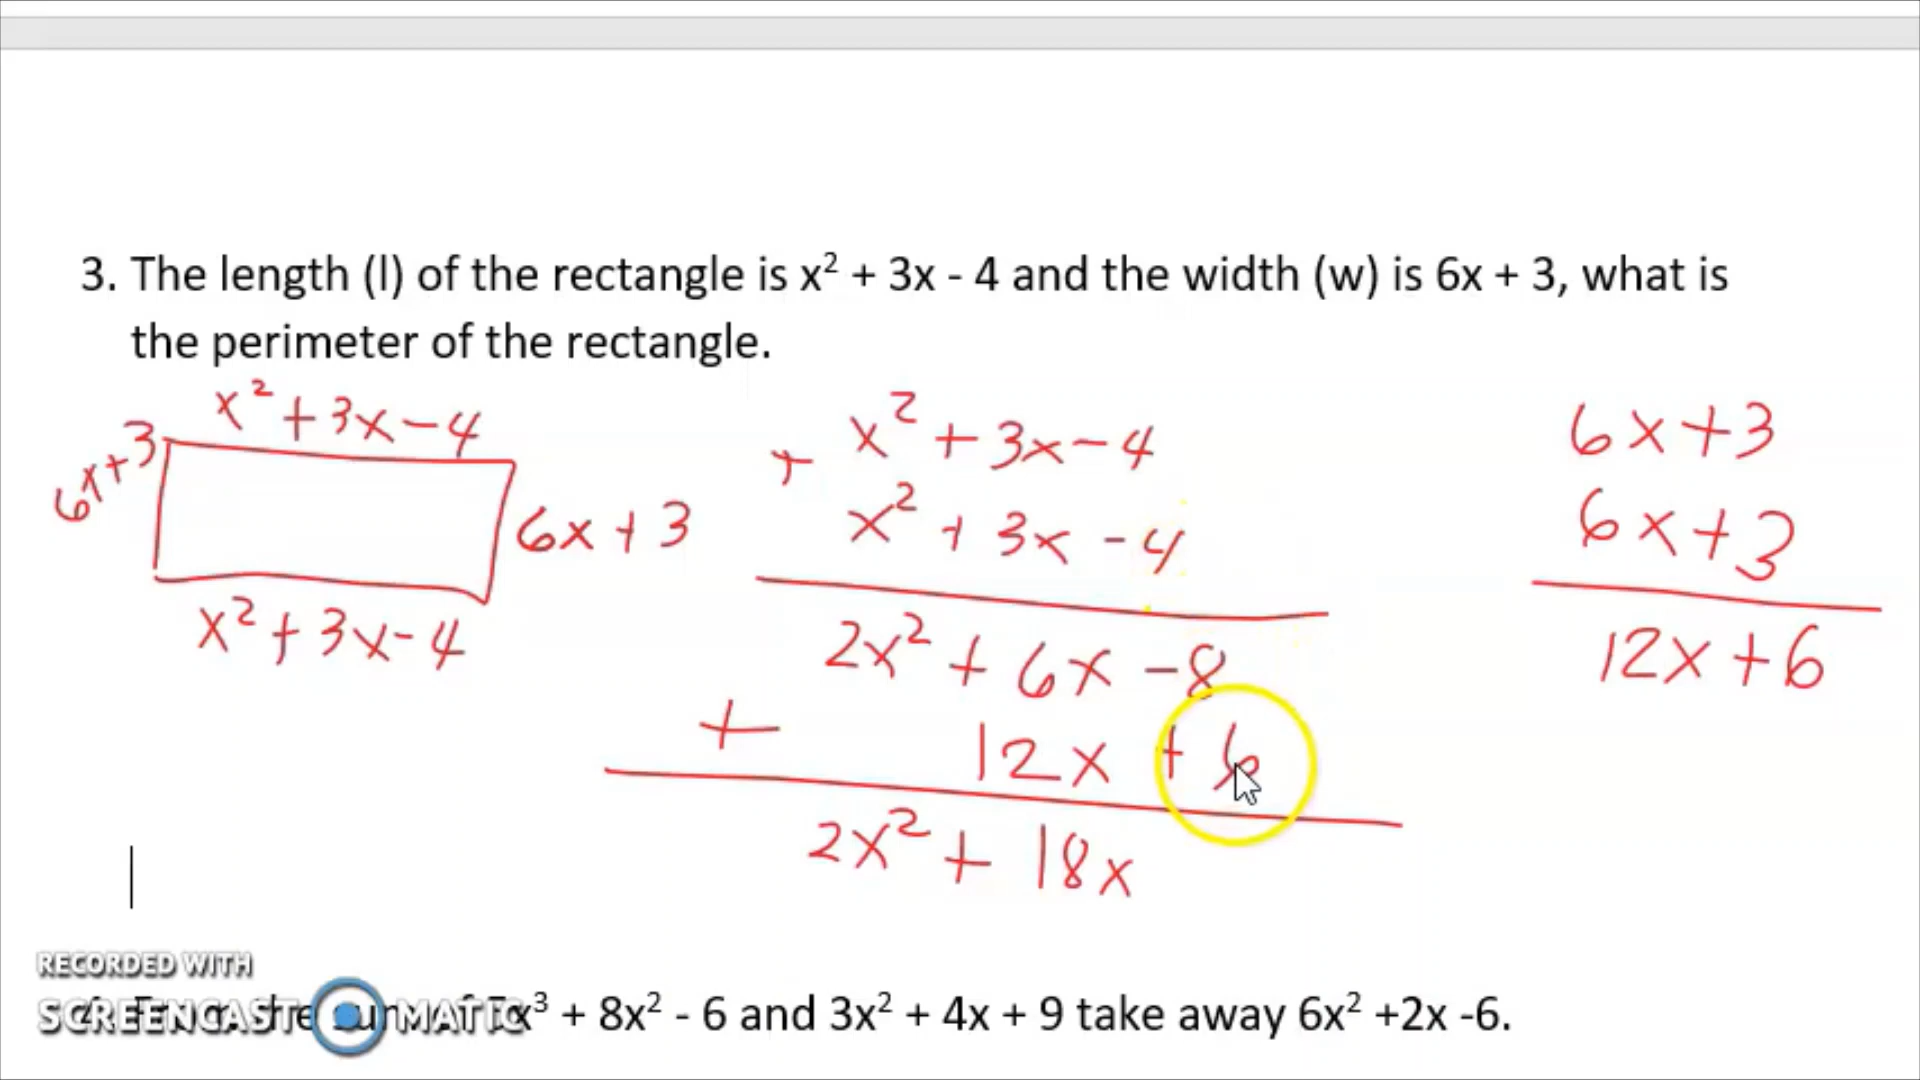 3. The length (l) of the rectangle is x² + 3x - 4 and the width (w) is 6x + 3, what is
the perimeter of the rectangle.
x² + 3x - 4
6x + 3
6x + 3
x² + 3x - 4
+ x² + 3x - 4
x² + 3x - 4
2x² + 6x - 8
+ 12x + 6
2x² + 18x
6x + 3
6x + 3
12x + 6
RECORDED WITH
SCREENCAST MATIC
x³ + 8x² - 6 and 3x² + 4x + 9 take away 6x² +2x -6.